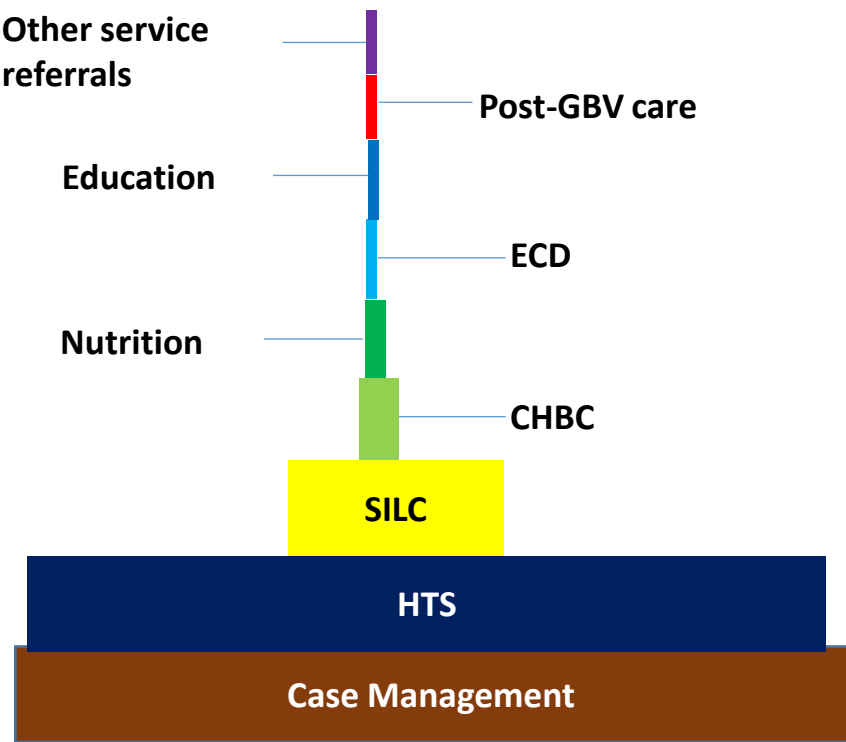 Other service
referrals
Post-GBV care
Education
ECD
Nutrition
CHBC
SILC
HTS
Case Management